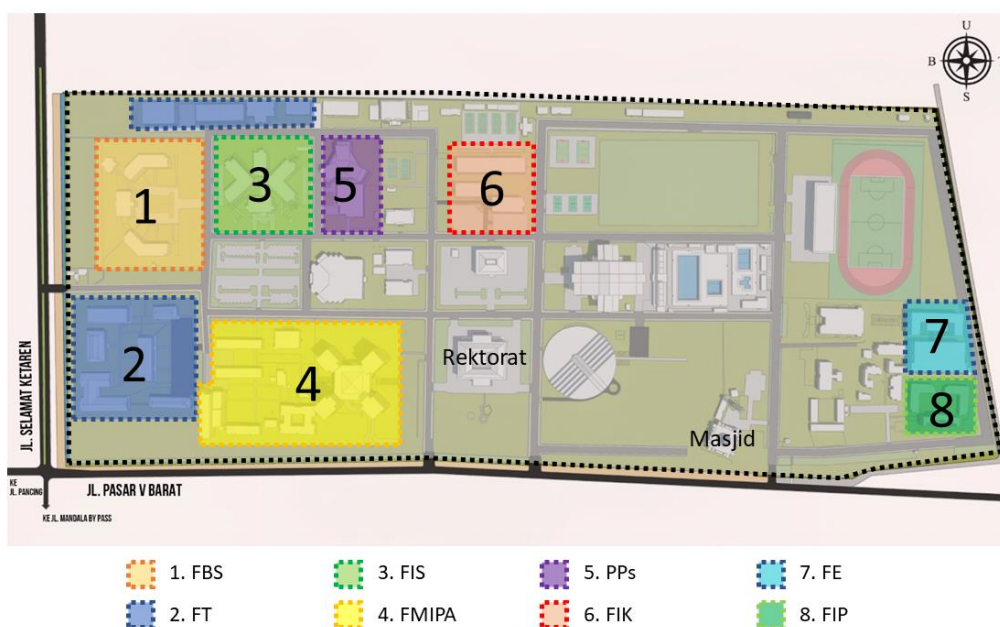 U
B
T
S
1
3
5
6
2
4
7
8
Rektorat
Masjid
JL. SELAMAT KETAREN
KE
JL. PANCING
JL. PASAR V BARAT
KE JL. MANDALA BY PASS
1. FBS
3. FIS
5. PPs
7. FE
2. FT
4. FMIPA
6. FIK
8. FIP